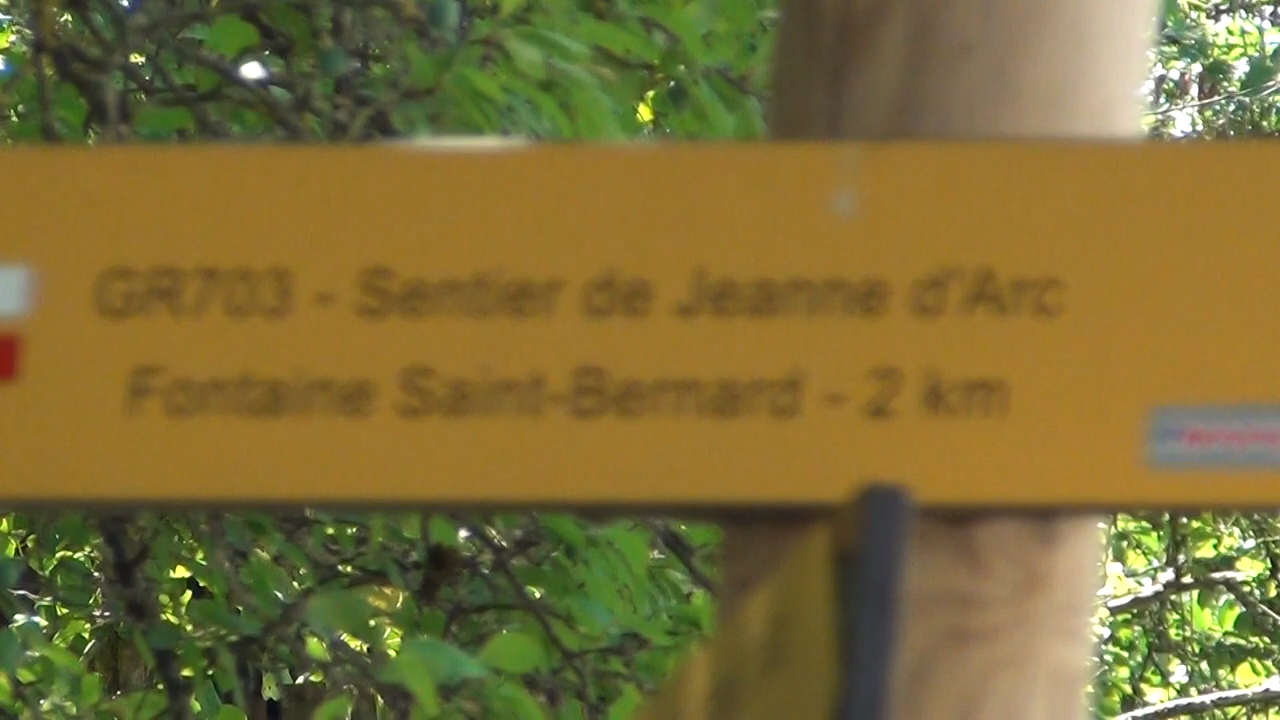 GR703 - Sentier de Jeanne d'Arc
Fontaine Saint-Bernard - 2 km